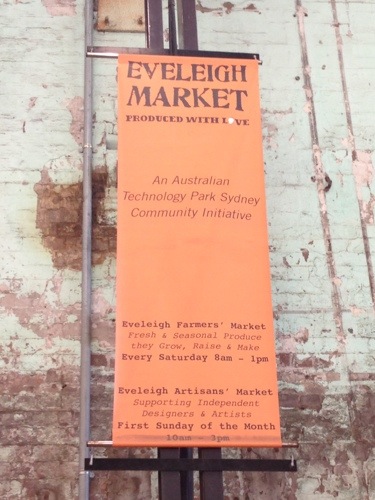 EVELEIGH
MARKET
PRODUCED WITH LOVE
An Australian
Technology Park Sydney
Community Initiative
Eveleigh Farmers' Market
Fresh & Seasonal Produce
they Grow, Raise & Make
Every Saturday 8am - 1pm
Eveleigh Artisans' Market
Supporting Independent
Designers & Artists
First Sunday of the Month
10am - 3pm